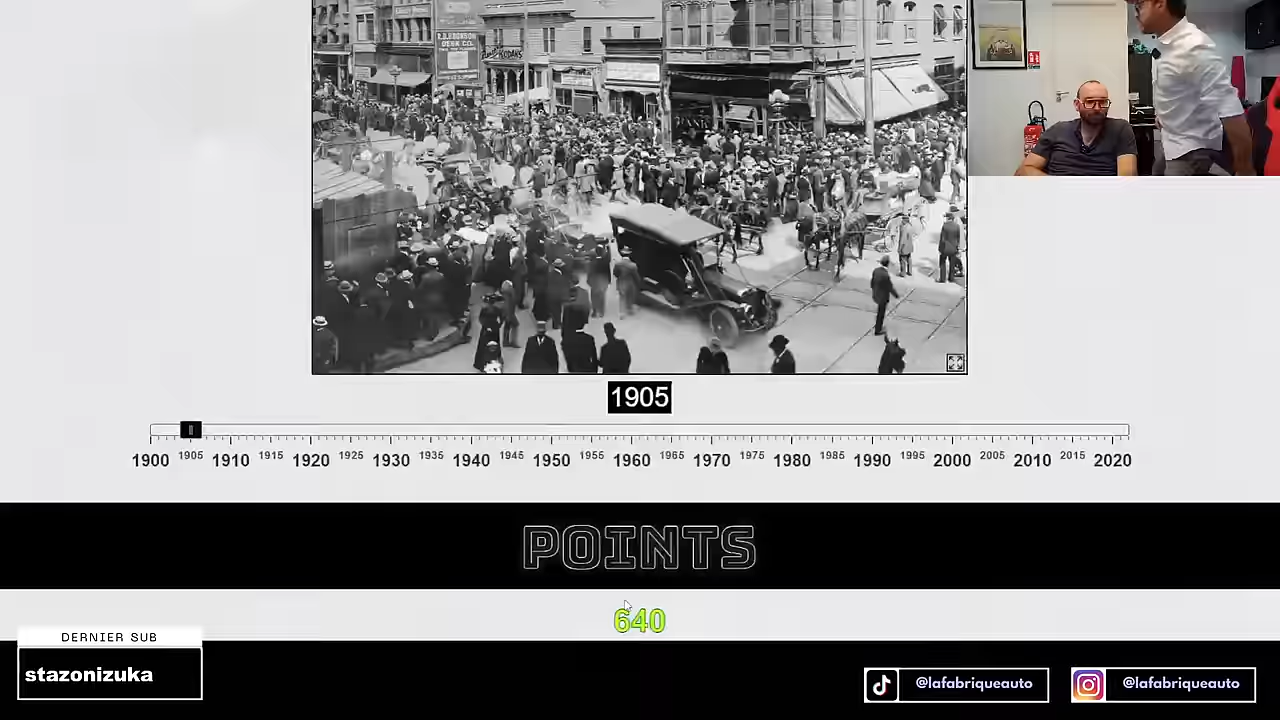 1905
1900 1905 1910 1915 1920 1925 1930 1935 1940 1945 1950 1955 1960 1965 1970 1975 1980 1985 1990 1995 2000 2005 2010 2015 2020
POINTS
640
DERNIER SUB
stazonizuka
@lafabriqueauto
@lafabriqueauto